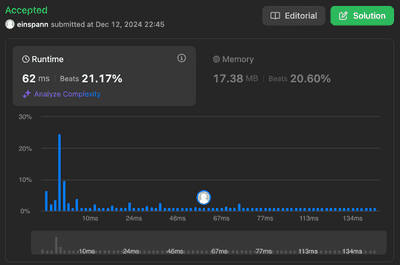 Accepted
einspann submitted at Dec 12, 2024 22:45
Editorial
Solution
Runtime
62 ms | Beats 21.17%
Analyze Complexity
Memory
17.38 MB | Beats 20.60%
30%
20%
10%
0%
10ms 24ms 46ms 67ms 77ms 113ms 134ms
10ms 24ms 46ms 67ms 77ms 113ms 134ms